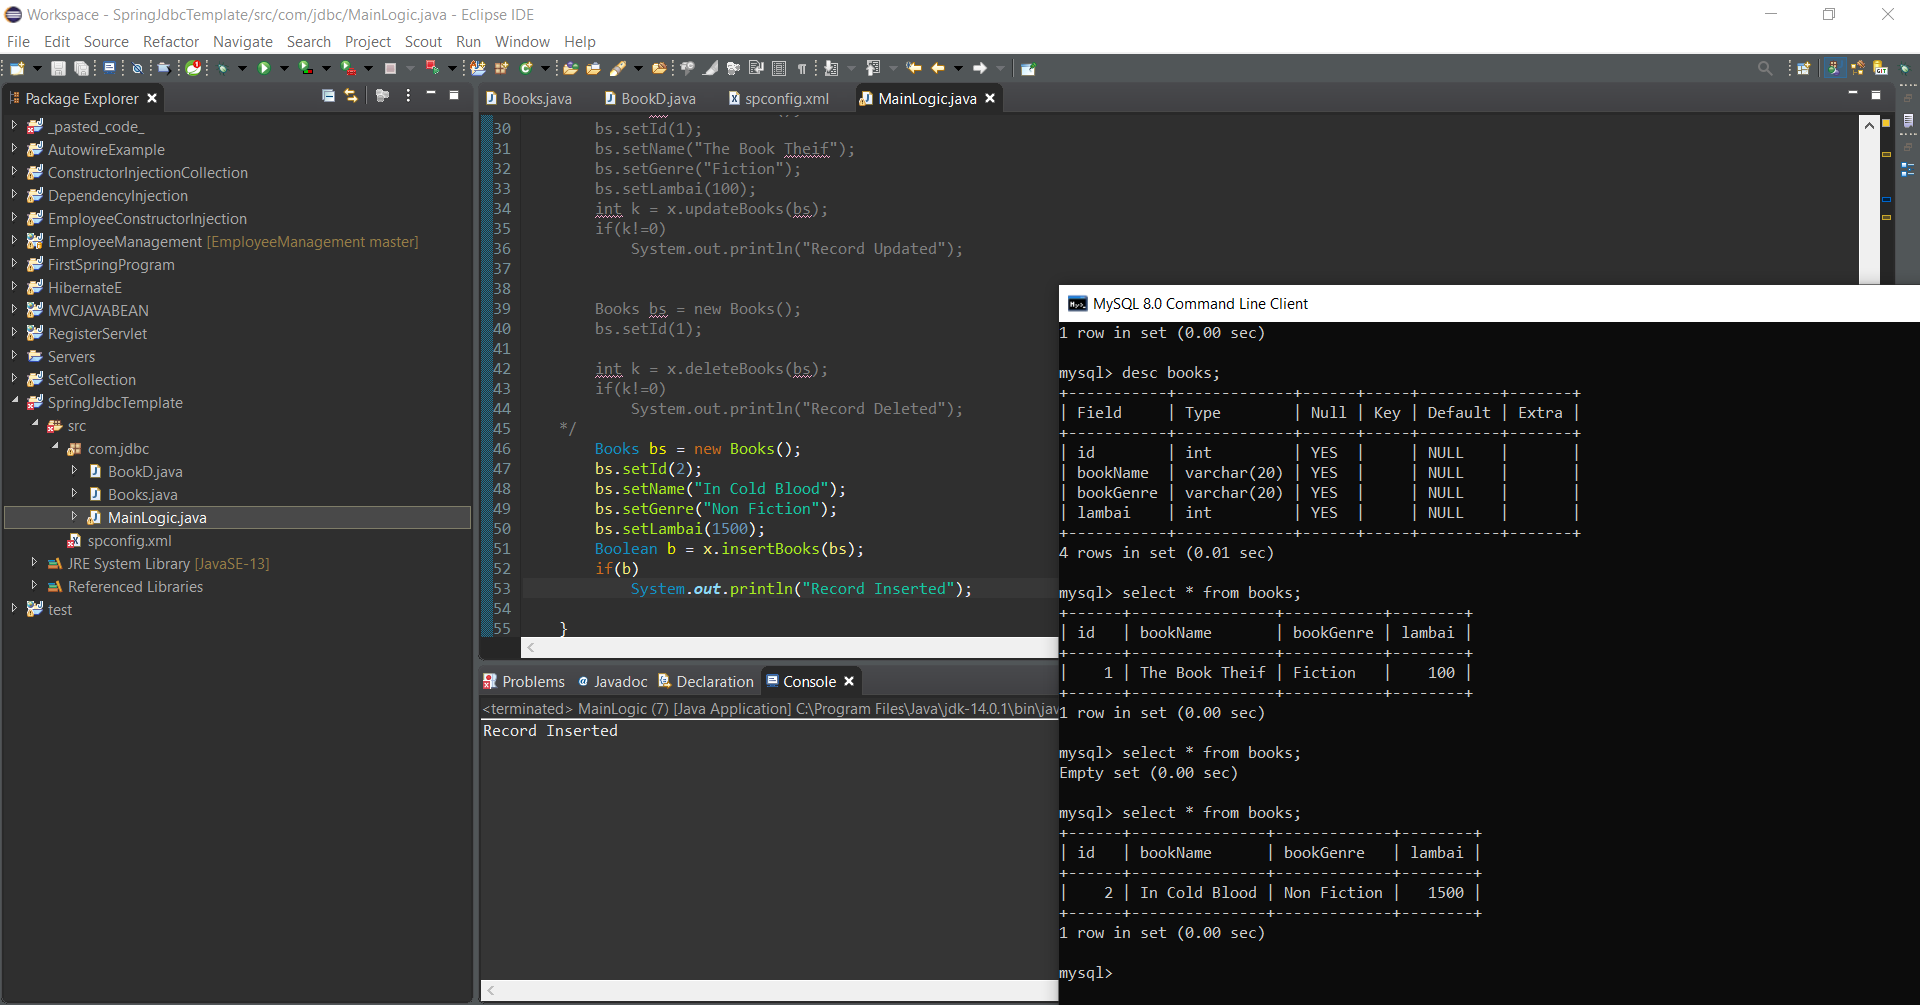 Workspace - SpringJdbcTemplate/src/com/jdbc/MainLogic.java - Eclipse IDE
File Edit Source Refactor Navigate Search Project Scout Run Window Help
Package Explorer
_pasted_code_
AutowireExample
ConstructorInjectionCollection
DependencyInjection
EmployeeConstructorInjection
EmployeeManagement [EmployeeManagement master]
FirstSpringProgram
HibernateE
MVCJAVABEAN
RegisterServlet
Servers
SetCollection
SpringJdbcTemplate
src
com.jdbc
BookD.java
Books.java
MainLogic.java
spconfig.xml
JRE System Library [JavaSE-13]
Referenced Libraries
test
Books.java BookD.java spconfig.xml MainLogic.java
30 bs.setId(1);
31 bs.setName("The Book Theif");
32 bs.setGenre("Fiction");
33 bs.setLambai(100);
34 int k = x.updateBooks(bs);
35 if(k!=0)
36 System.out.println("Record Updated");
37
38
39 Books bs = new Books();
40 bs.setId(1);
41
42 int k = x.deleteBooks(bs);
43 if(k!=0)
44 System.out.println("Record Deleted");
45 */
46 Books bs = new Books();
47 bs.setId(2);
48 bs.setName("In Cold Blood");
49 bs.setGenre("Non Fiction");
50 bs.setLambai(1500);
51 Boolean b = x.insertBooks(bs);
52 if(b)
53 System.out.println("Record Inserted");
54
55 }
Problems Javadoc Declaration Console
<terminated> MainLogic (7) [Java Application] C:\Program Files\Java\jdk-14.0.1\bin\jav
Record Inserted
MySQL 8.0 Command Line Client
1 row in set (0.00 sec)
mysql> desc books;
+-----------+-------------+------+-----+---------+-------+
| Field     | Type        | Null | Key | Default | Extra |
+-----------+-------------+------+-----+---------+-------+
| id        | int         | YES  |     | NULL    |       |
| bookName  | varchar(20) | YES  |     | NULL    |       |
| bookGenre | varchar(20) | YES  |     | NULL    |       |
| lambai    | int         | YES  |     | NULL    |       |
+-----------+-------------+------+-----+---------+-------+
4 rows in set (0.01 sec)
mysql> select * from books;
+------+----------------+-----------+--------+
| id   | bookName       | bookGenre | lambai |
+------+----------------+-----------+--------+
|    1 | The Book Theif | Fiction   |    100 |
+------+----------------+-----------+--------+
1 row in set (0.00 sec)
mysql> select * from books;
Empty set (0.00 sec)
mysql> select * from books;
+------+---------------+-------------+--------+
| id   | bookName      | bookGenre   | lambai |
+------+---------------+-------------+--------+
|    2 | In Cold Blood | Non Fiction |   1500 |
+------+---------------+-------------+--------+
1 row in set (0.00 sec)
mysql>